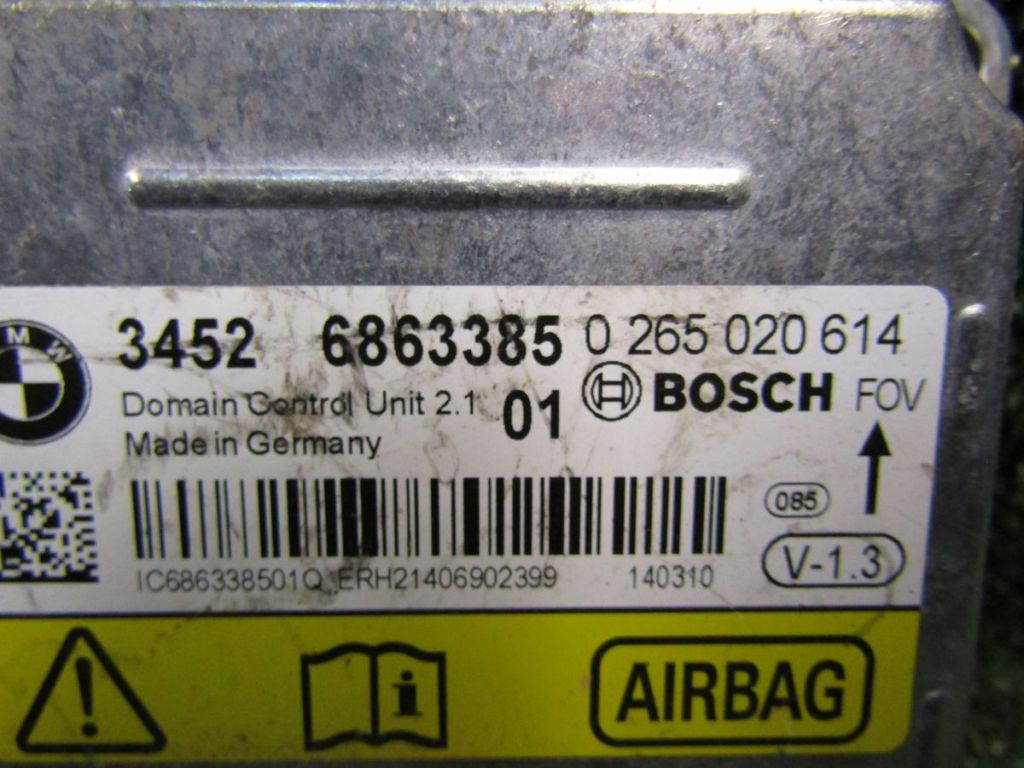 BMW
3452 6863385 0 265 020 614
Domain Control Unit 2.1 01 BOSCH FOV
Made in Germany
085
V-1.3
IC686338501Q ERH21406902399 140310
AIRBAG